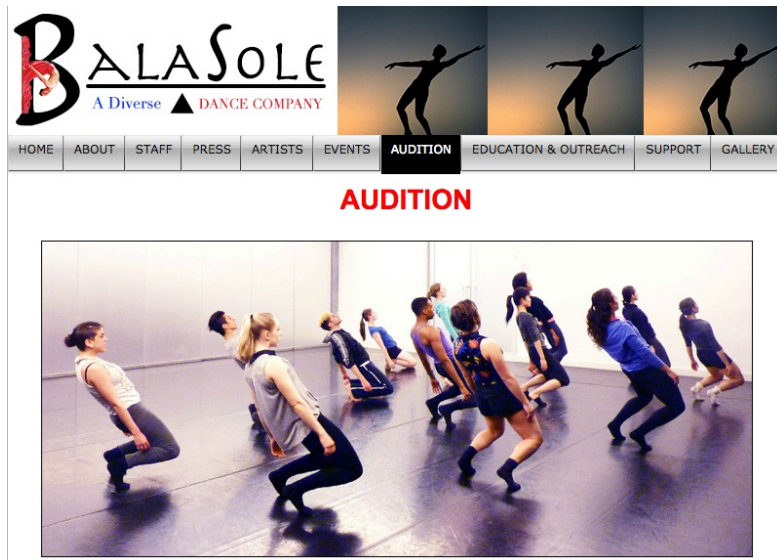 BALASOLE
A Diverse DANCE COMPANY
HOME ABOUT STAFF PRESS ARTISTS EVENTS AUDITION EDUCATION & OUTREACH SUPPORT GALLERY
AUDITION